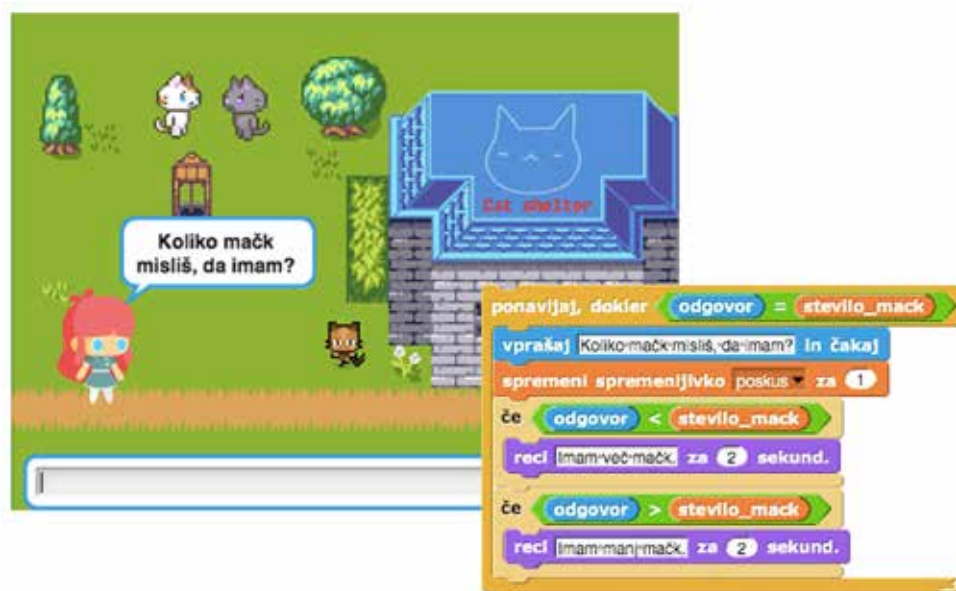 Cat shelter
Koliko mačk
misliš, da imam?
ponavljaj, dokler odgovor = stevilo_mack
vprašaj Koliko mačk misliš, da imam? in čakaj
spremeni spremenljivko poskus za 1
če odgovor < stevilo_mack
reci Imam več mačk. za 2 sekund.
če odgovor > stevilo_mack
reci Imam manj mačk. za 2 sekund.